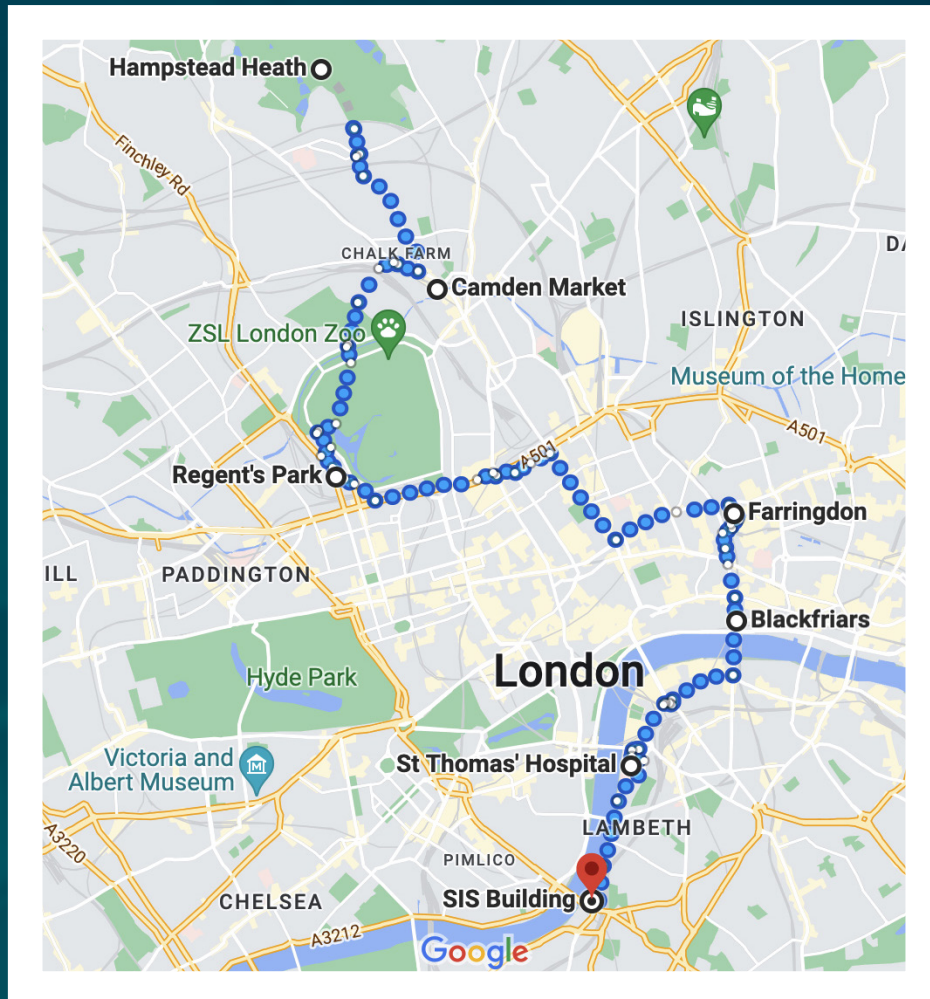 Hampstead Heath
Finchley Rd
CHALK FARM
DA
Camden Market
ZSL London Zoo
ISLINGTON
Museum of the Home
A501
A501
Regent's Park
Farringdon
ILL
PADDINGTON
Blackfriars
London
Hyde Park
Victoria and
Albert Museum
St Thomas' Hospital
LAMBETH
A3220
PIMLICO
CHELSEA
SIS Building
A3212
Google